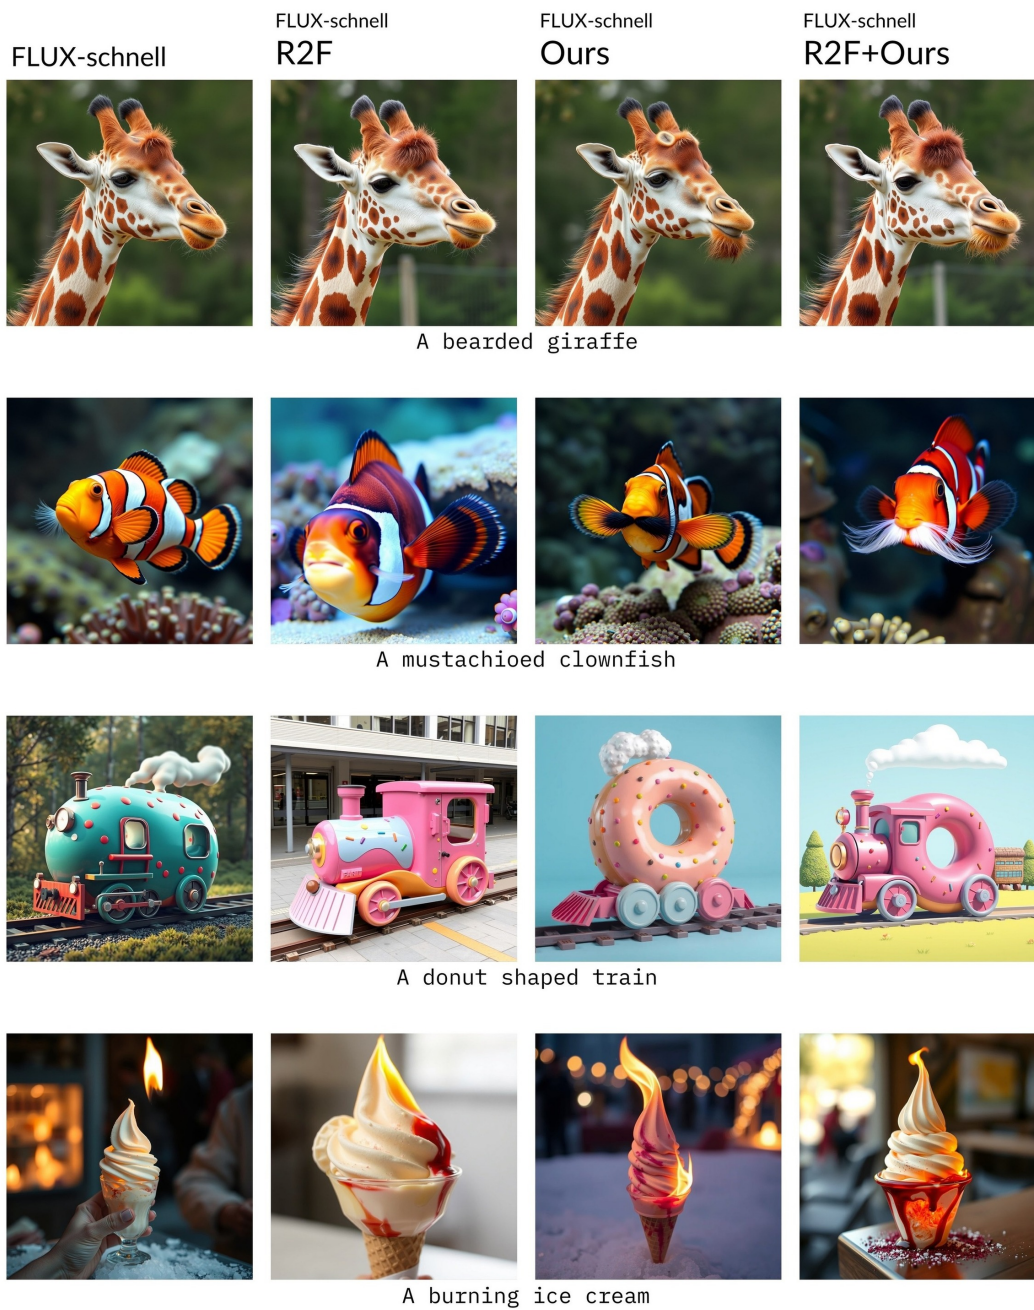 FLUX-schnell
FLUX-schnell
R2F
FLUX-schnell
Ours
FLUX-schnell
R2F+Ours
A bearded giraffe
A mustachioed clownfish
A donut shaped train
A burning ice cream